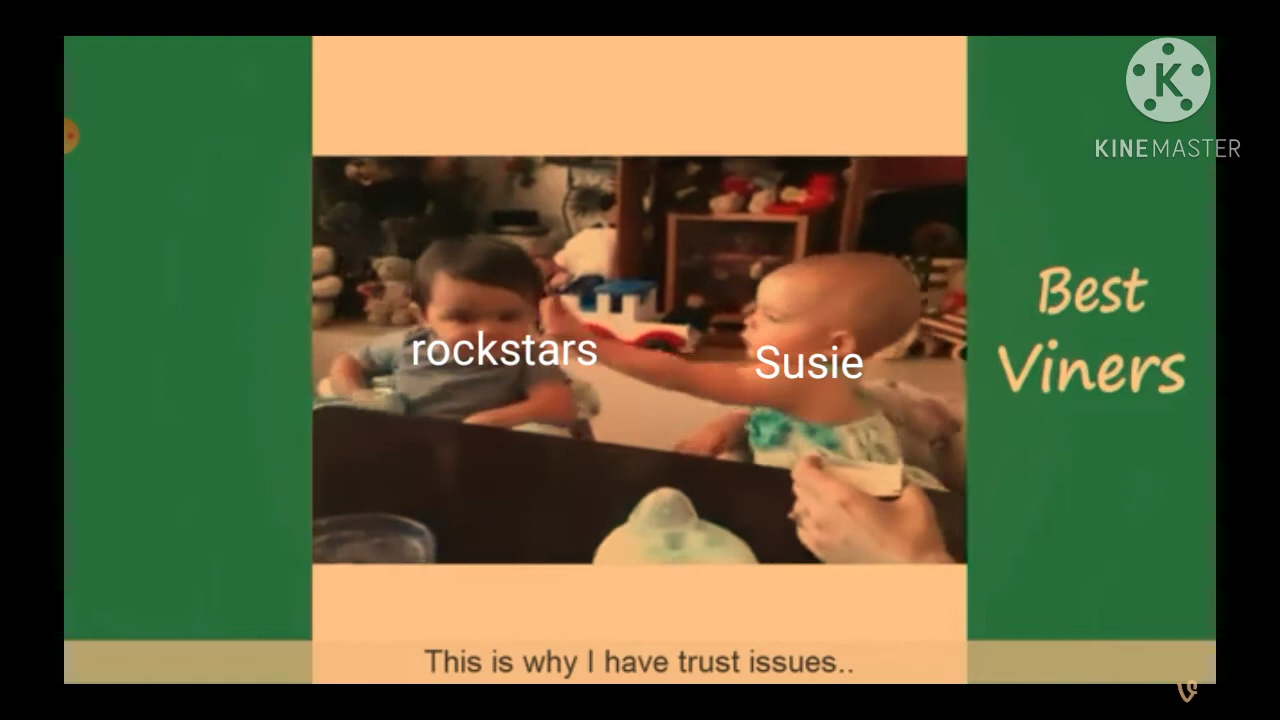 K
KINEMASTER
Best
Viners
rockstars
Susie
This is why I have trust issues..